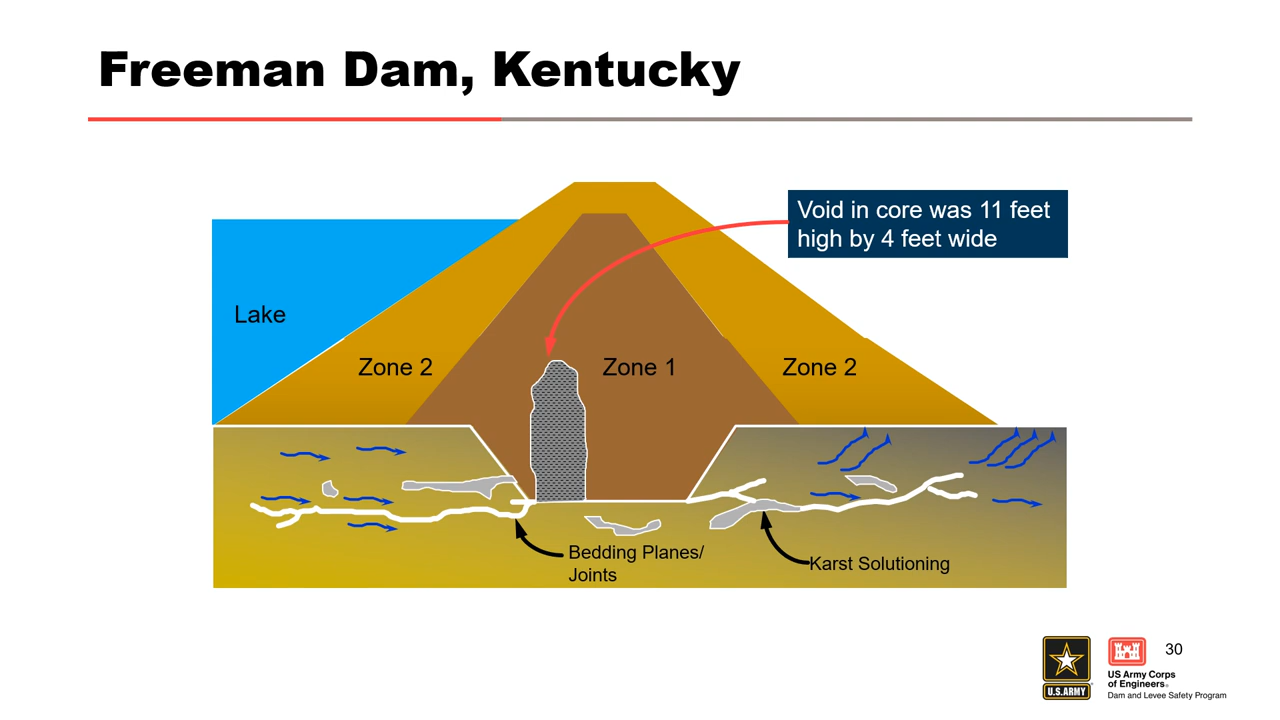 Freeman Dam, Kentucky
Void in core was 11 feet
high by 4 feet wide
Lake
Zone 2
Zone 1
Zone 2
Bedding Planes/
Joints
Karst Solutioning
30
U.S.ARMY
US Army Corps
of Engineers®
Dam and Levee Safety Program